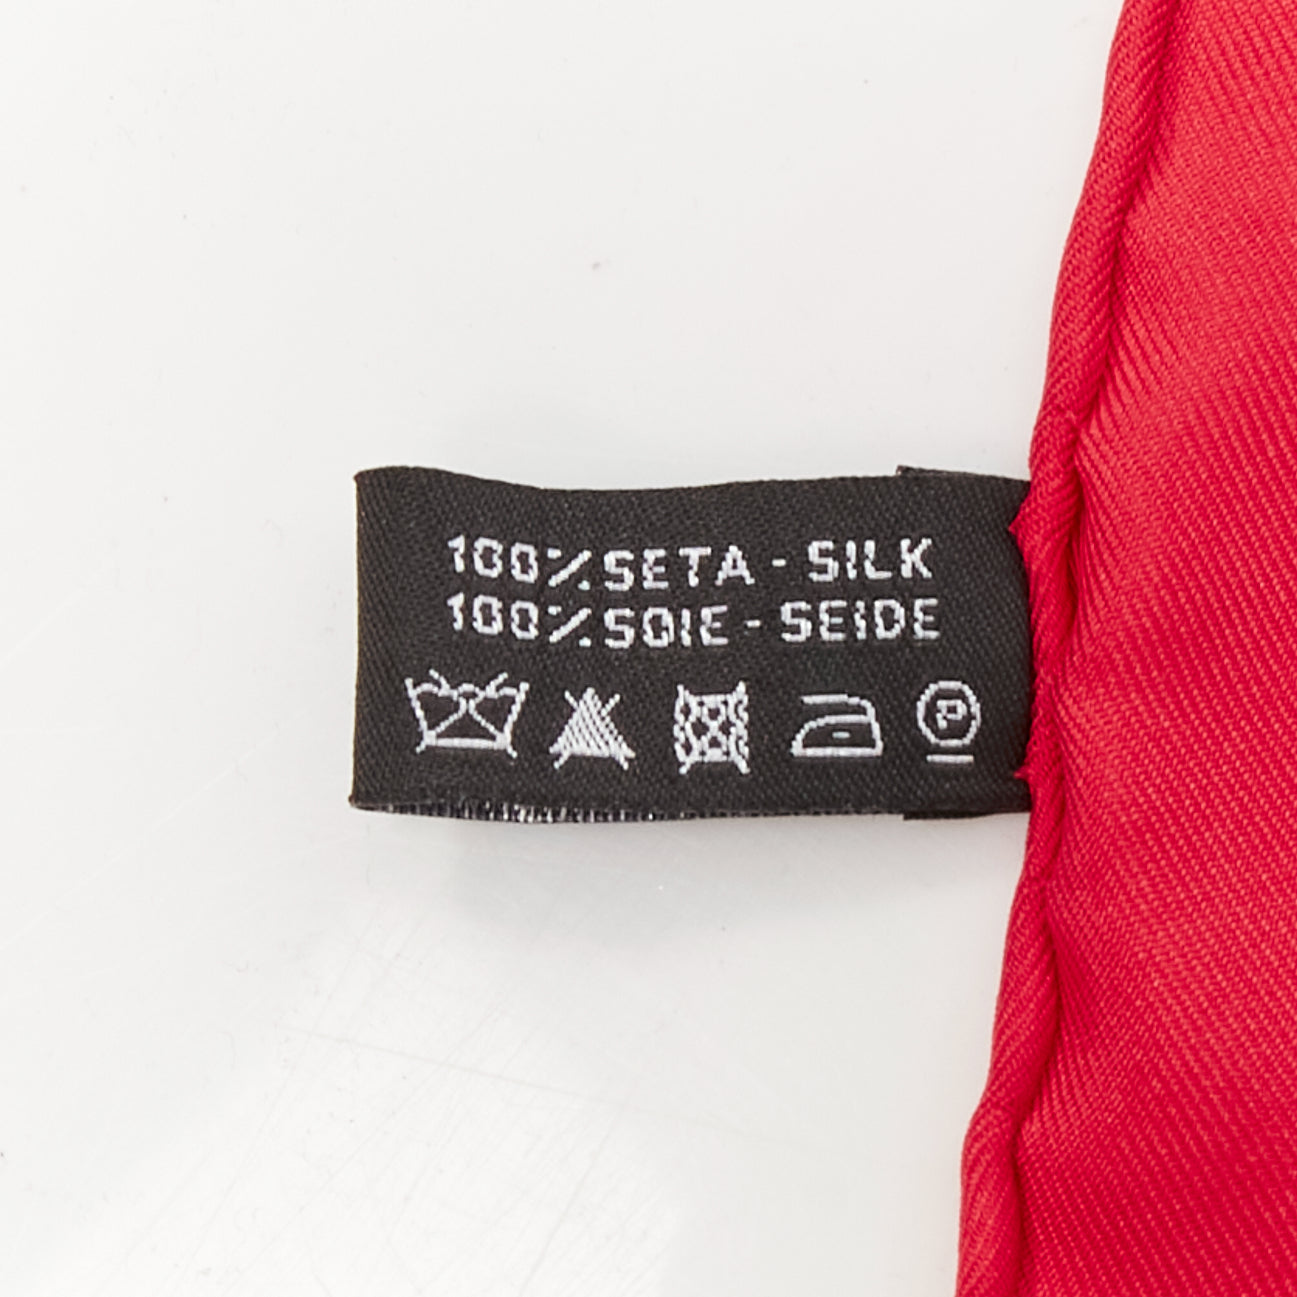 100% SETA - SILK
100% SOIE - SEIDE
P